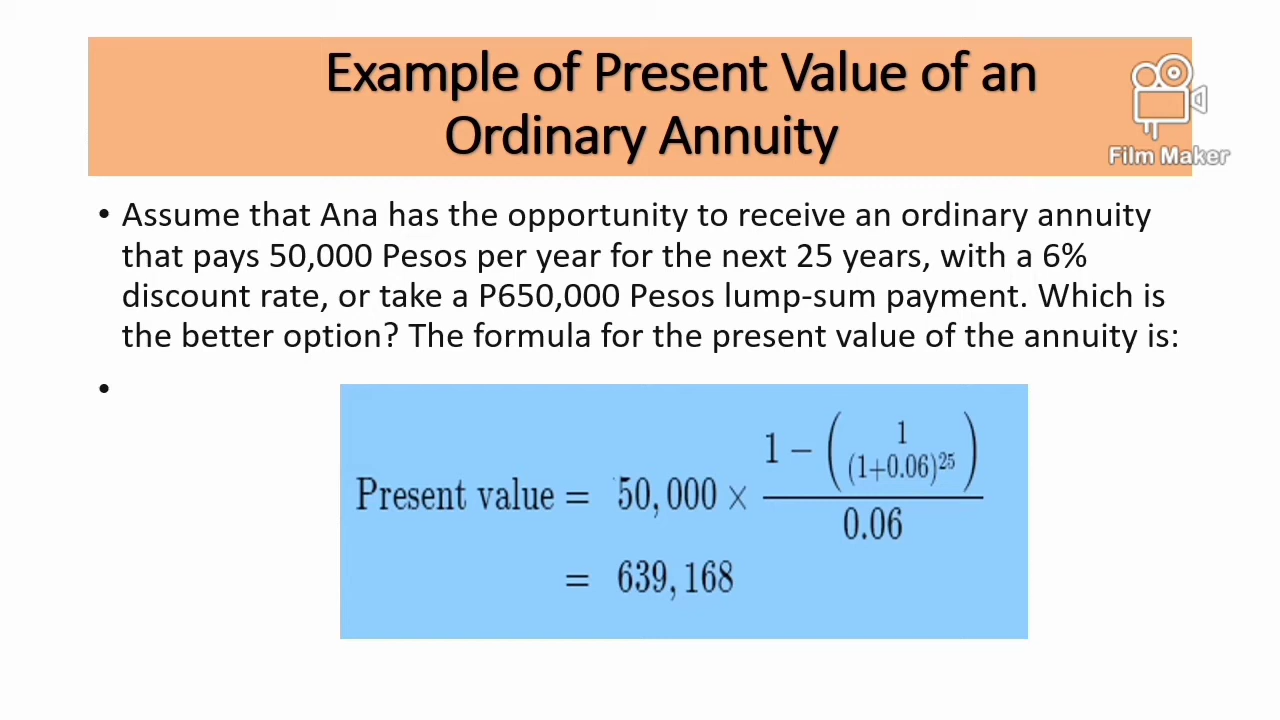 Example of Present Value of an
Ordinary Annuity
Film Maker
• Assume that Ana has the opportunity to receive an ordinary annuity
that pays 50,000 Pesos per year for the next 25 years, with a 6%
discount rate, or take a P650,000 Pesos lump-sum payment. Which is
the better option? The formula for the present value of the annuity is:
•
Present value = 50,000 × (1 − (1/(1+0.06)^25))/0.06
= 639,168